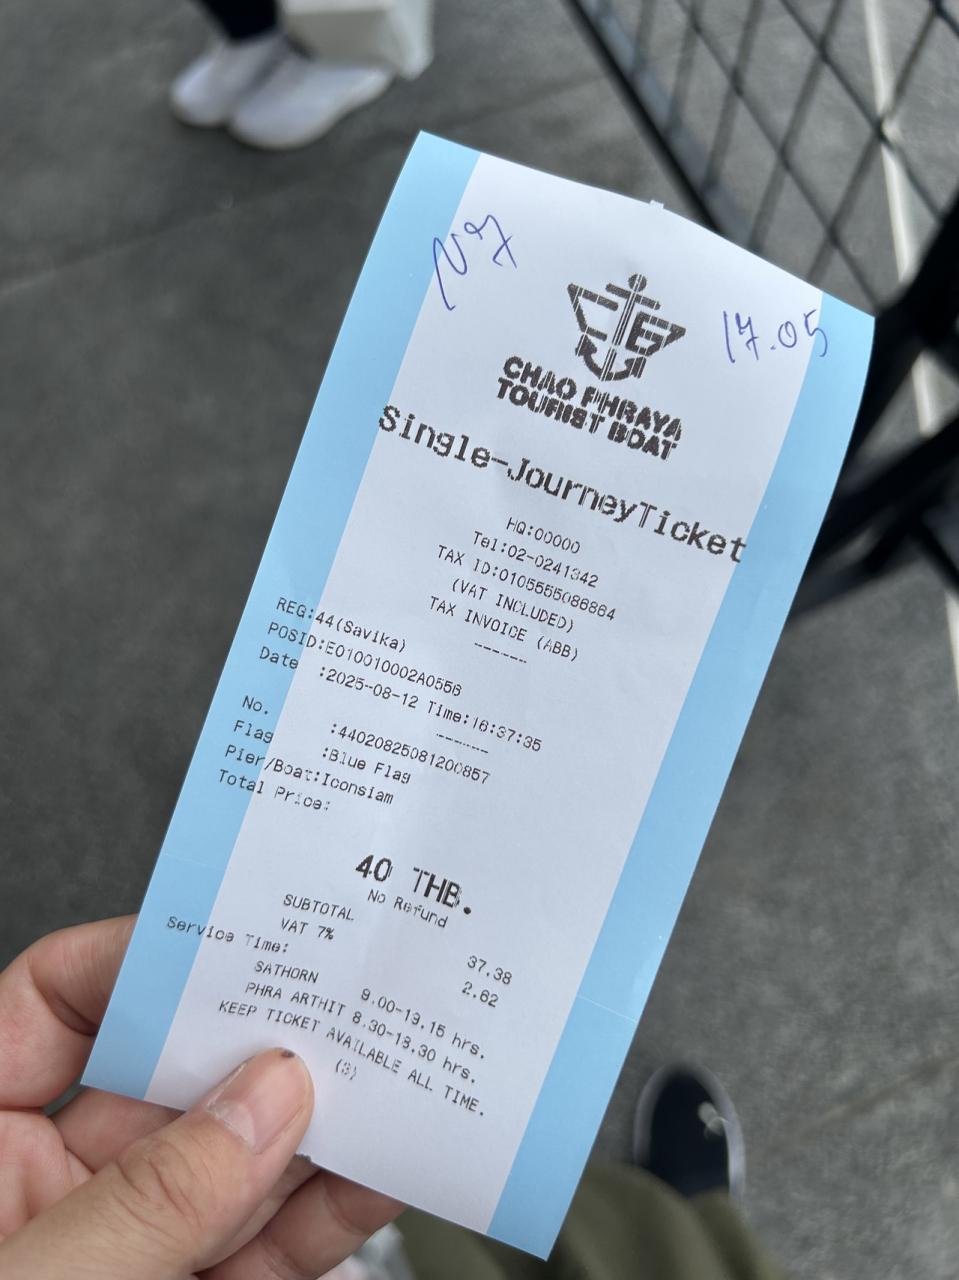 Nº7
17.05
CHAO PHRAYA
TOURIST BOAT
Single-JourneyTicket
HQ:00000
Tel:02-0241342
TAX ID:0105555086864
(VAT INCLUDED)
TAX INVOICE (ABB)
-------
REG:44(Savika)
POSID:E010010002A0556
Date :2025-08-12 Time:16:37:35
-------
No. :44020825081200857
Flag :Blue Flag
Pier/Boat:Iconsiam
Total Price:
40 THB.
No Refund
SUBTOTAL 37.38
VAT 7% 2.62
Service Time:
SATHORN 9.00-19.15 hrs.
PHRA ARTHIT 8.30-18.30 hrs.
KEEP TICKET AVAILABLE ALL TIME.
(3)